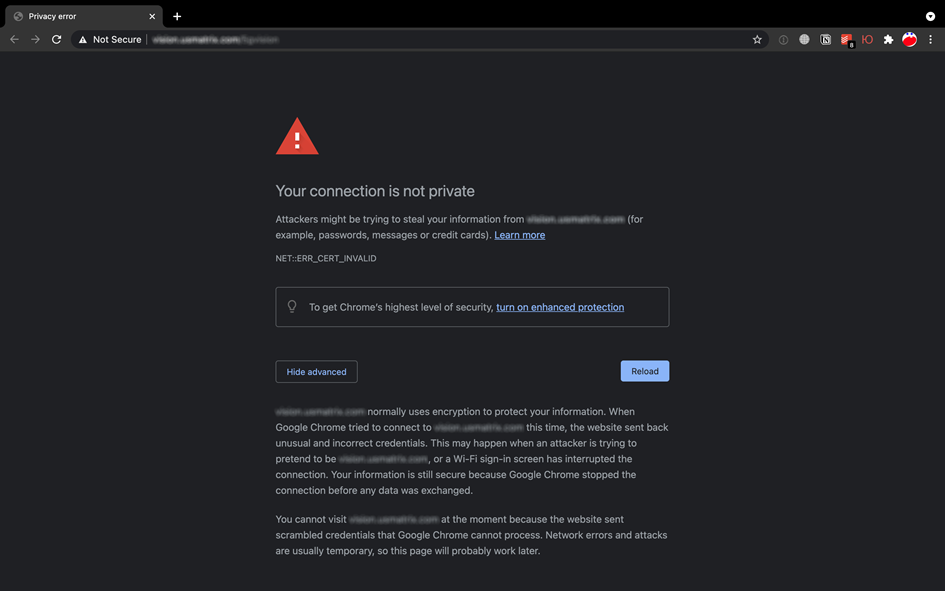 Privacy error
Not Secure
Your connection is not private
Attackers might be trying to steal your information from (for
example, passwords, messages or credit cards). Learn more
NET::ERR_CERT_INVALID
To get Chrome's highest level of security, turn on enhanced protection
Hide advanced
Reload
normally uses encryption to protect your information. When
Google Chrome tried to connect to this time, the website sent back
unusual and incorrect credentials. This may happen when an attacker is trying to
pretend to be , or a Wi-Fi sign-in screen has interrupted the
connection. Your information is still secure because Google Chrome stopped the
connection before any data was exchanged.
You cannot visit at the moment because the website sent
scrambled credentials that Google Chrome cannot process. Network errors and attacks
are usually temporary, so this page will probably work later.